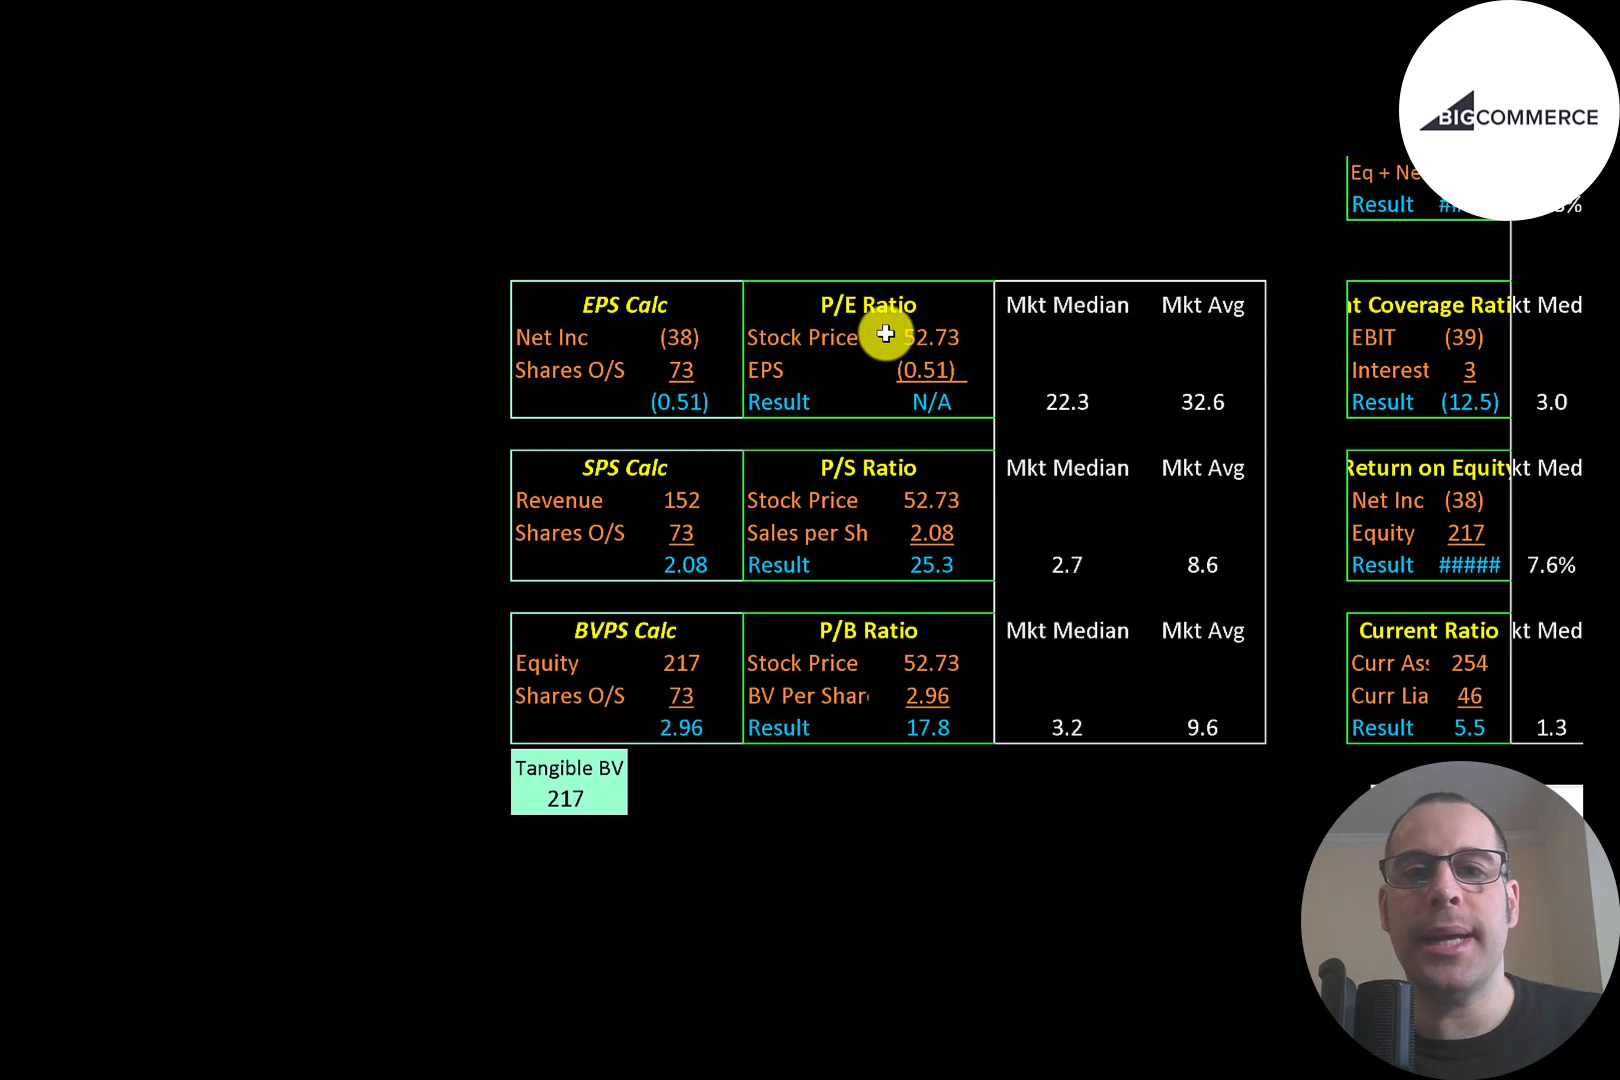 BIGCOMMERCE
Eq + Ne
Result
EPS Calc P/E Ratio Mkt Median Mkt Avg
Net Inc (38) Stock Price 52.73
Shares O/S 73 EPS (0.51)
(0.51) Result N/A 22.3 32.6
SPS Calc P/S Ratio Mkt Median Mkt Avg
Revenue 152 Stock Price 52.73
Shares O/S 73 Sales per Sh 2.08
2.08 Result 25.3 2.7 8.6
BVPS Calc P/B Ratio Mkt Median Mkt Avg
Equity 217 Stock Price 52.73
Shares O/S 73 BV Per Shar 2.96
2.96 Result 17.8 3.2 9.6
Tangible BV
217
t Coverage Rati kt Med
EBIT (39)
Interest 3
Result (12.5) 3.0
Return on Equity kt Med
Net Inc (38)
Equity 217
Result ##### 7.6%
Current Ratio kt Med
Curr Ass 254
Curr Lia 46
Result 5.5 1.3